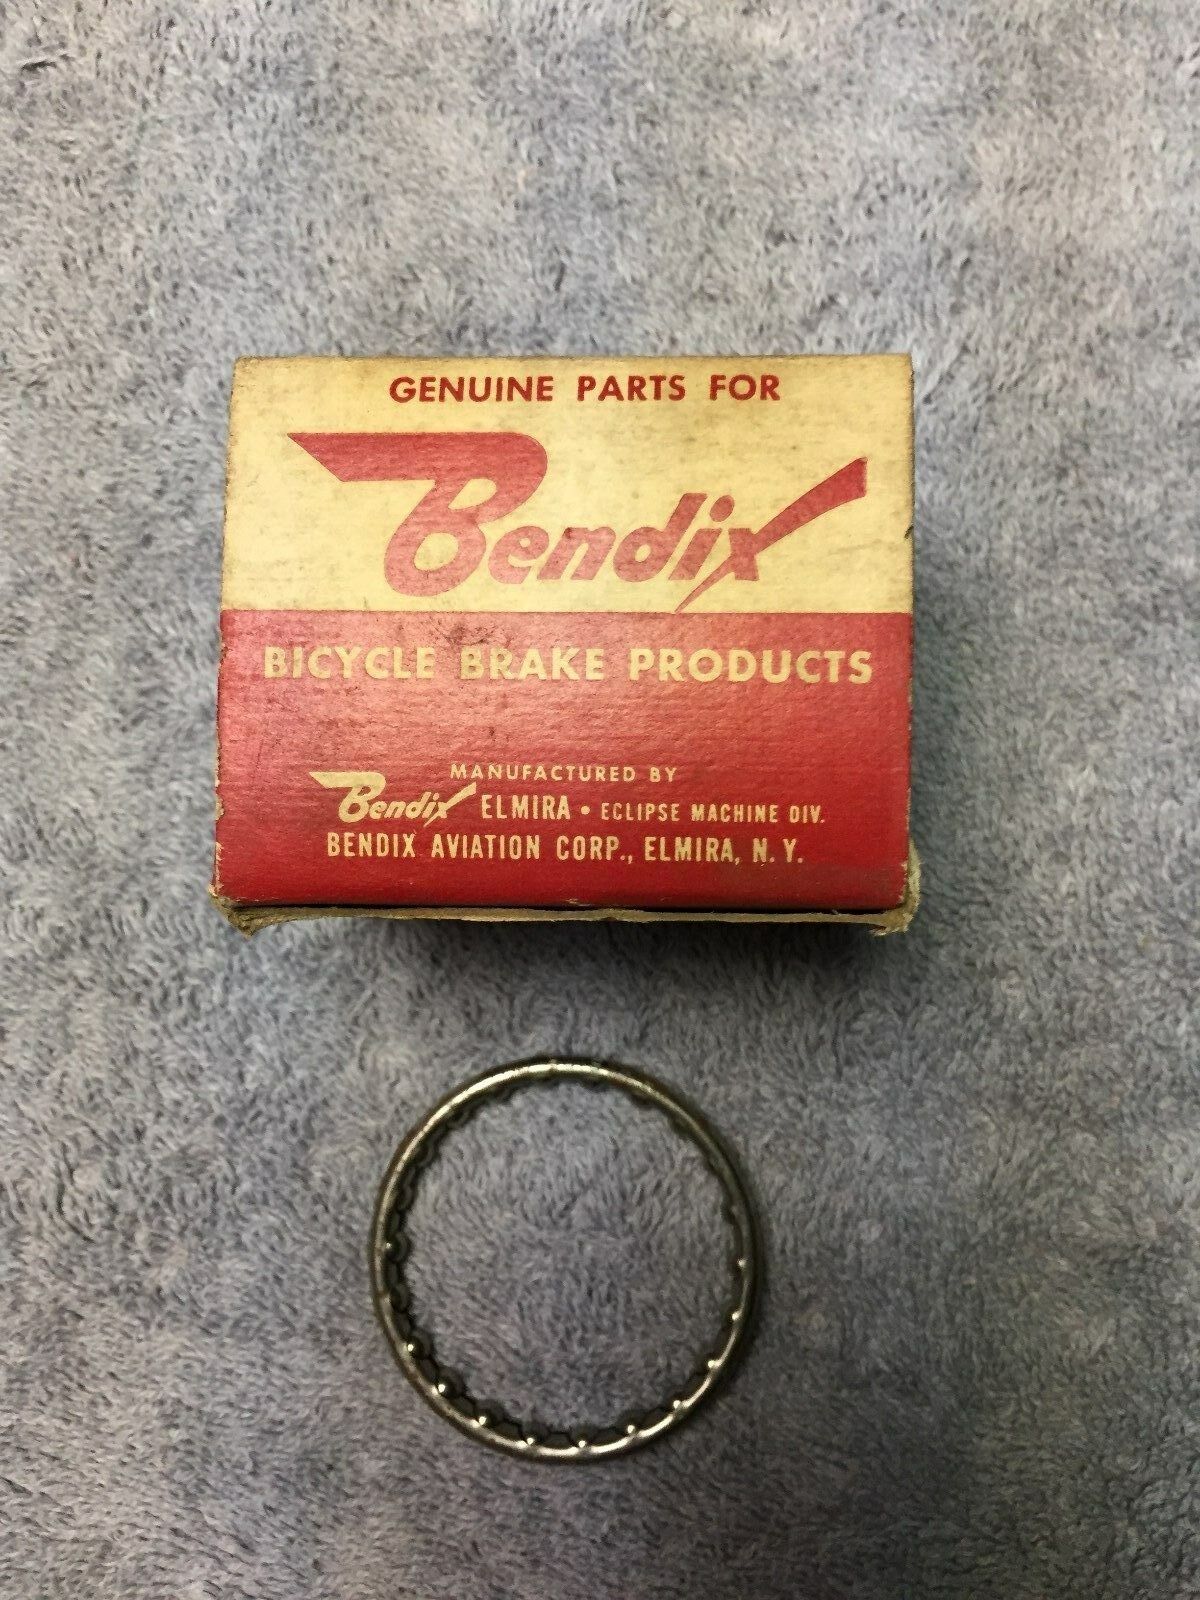 GENUINE PARTS FOR
Bendix
BICYCLE BRAKE PRODUCTS
MANUFACTURED BY
Bendix ELMIRA • ECLIPSE MACHINE DIV.
BENDIX AVIATION CORP., ELMIRA, N. Y.